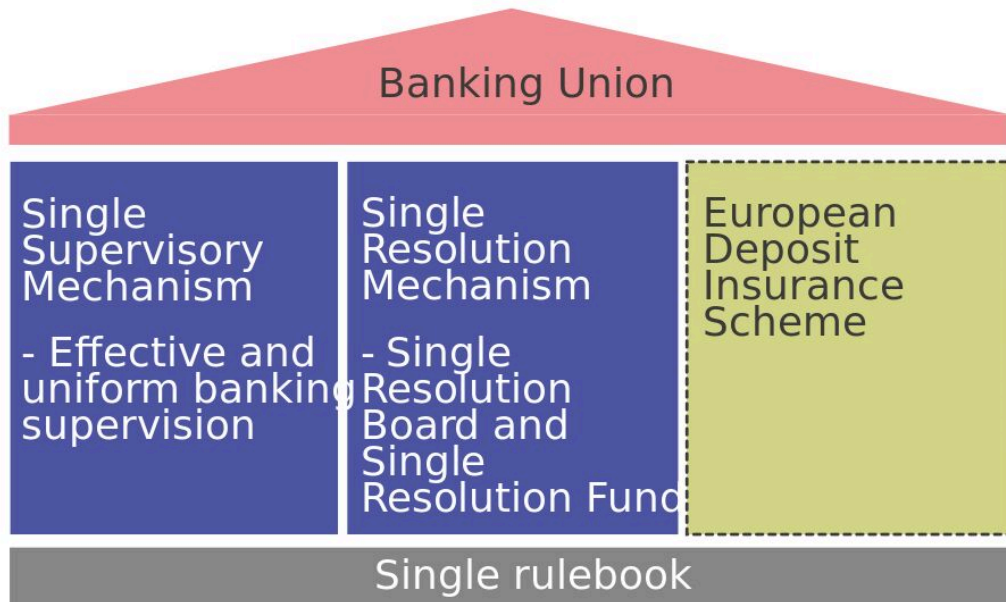 Banking Union
Single
Supervisory
Mechanism
- Effective and
uniform banking
supervision
Single
Resolution
Mechanism
- Single
Resolution
Board and
Single
Resolution Fund
European
Deposit
Insurance
Scheme
Single rulebook